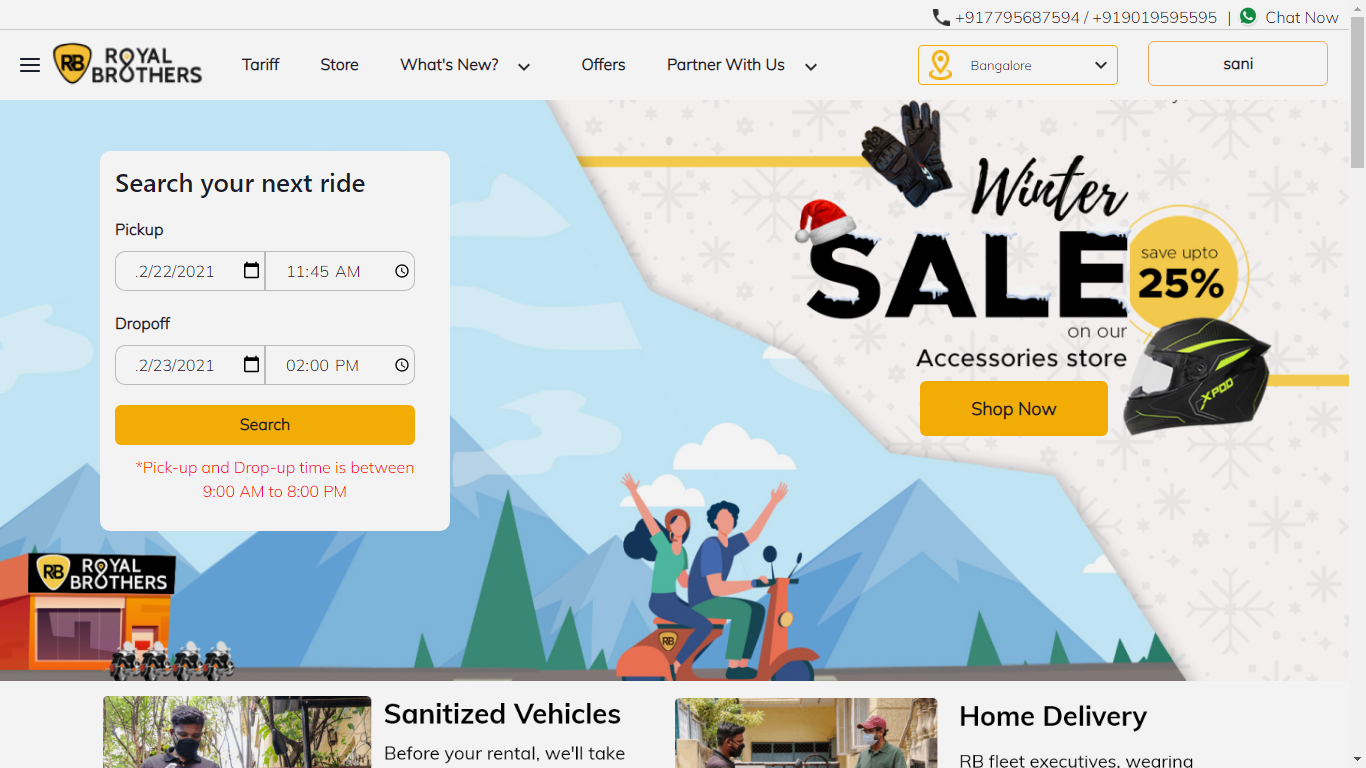 +917795687594 / +919019595595 | Chat Now
RB ROYAL BROTHERS
Tariff
Store
What's New?
Offers
Partner With Us
Bangalore
sani
Search your next ride
Pickup
.2/22/2021
11:45 AM
Dropoff
.2/23/2021
02:00 PM
Search
*Pick-up and Drop-up time is between
9:00 AM to 8:00 PM
Winter
SALE
save upto
25%
on our
Accessories store
XPOD
Shop Now
RB ROYAL
BROTHERS
RB
Sanitized Vehicles
Before your rental, we'll take
Home Delivery
RB fleet executives, wearing